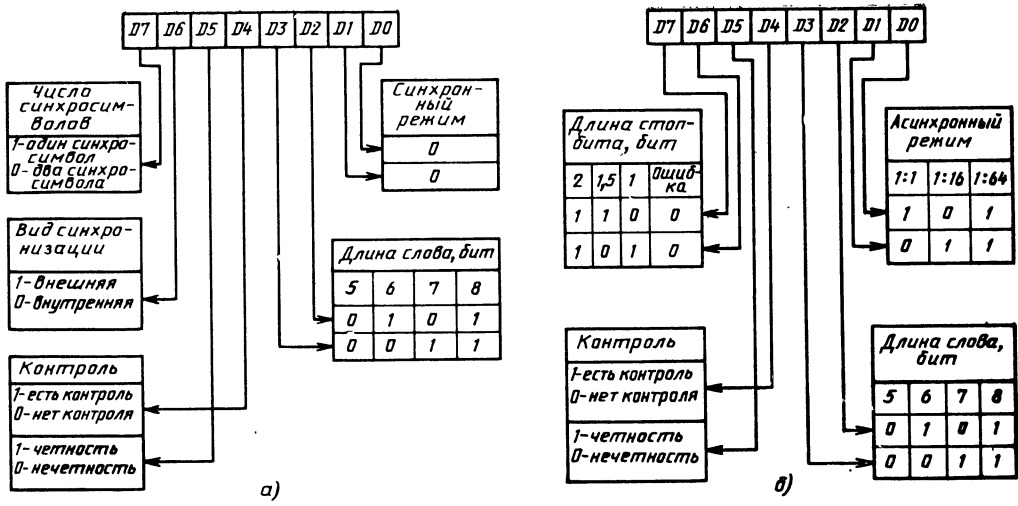 D7 D6 D5 D4 D3 D2 D1 D0
Число
синхросим-
волов
1-один синхро-
символ
0-два синхро-
символа
Синхрон-
ный
режим
0
0
Вид синхро-
низации
1-внешняя
0-внутренняя
Длина слова, бит
5 6 7 8
0 1 0 1
0 0 1 1
Контроль
1-есть контроль
0-нет контроля
1-четность
0-нечетность
а)
D7 D6 D5 D4 D3 D2 D1 D0
Длина стоп-
бита, бит
2 1,5 1 Ошиб-
ка
1 1 0 0
1 0 1 0
Асинхронный
режим
1:1 1:16 1:64
1 0 1
0 1 1
Контроль
1-есть контроль
0-нет контроля
1-четность
0-нечетность
Длина слова,
бит
5 6 7 8
0 1 0 1
0 0 1 1
б)